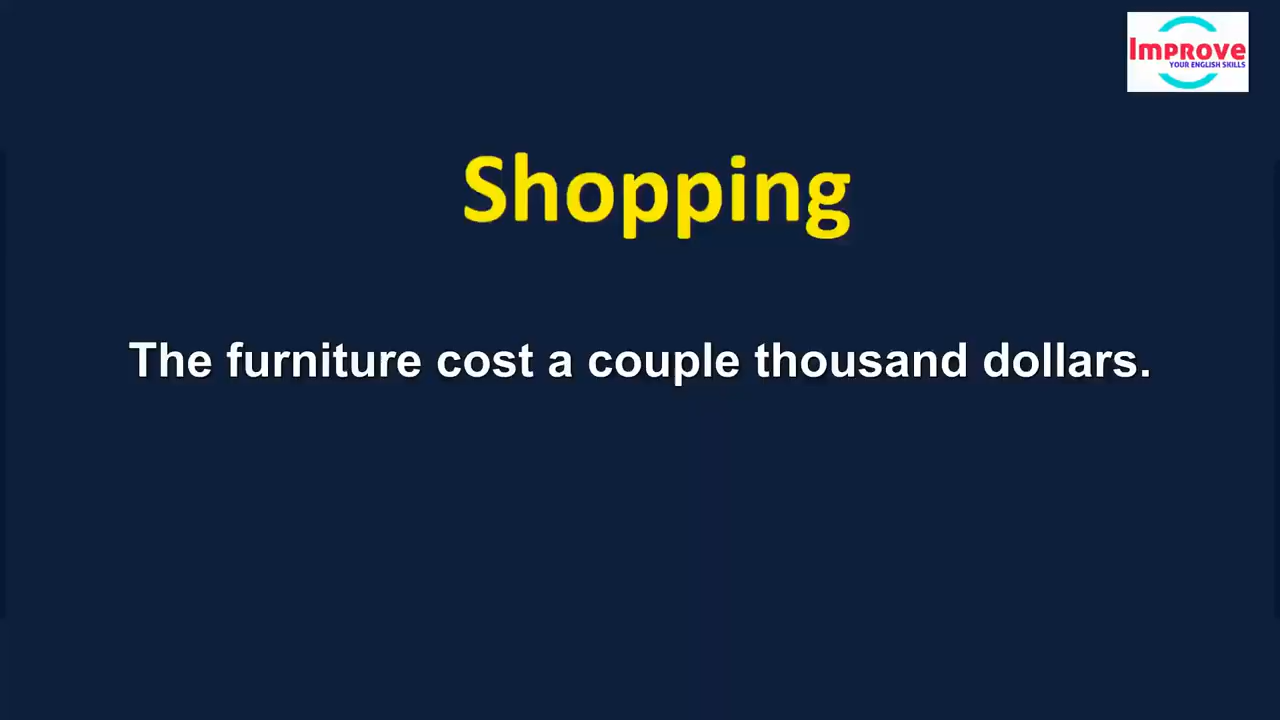 Improve
YOUR ENGLISH SKILLS
Shopping
The furniture cost a couple thousand dollars.